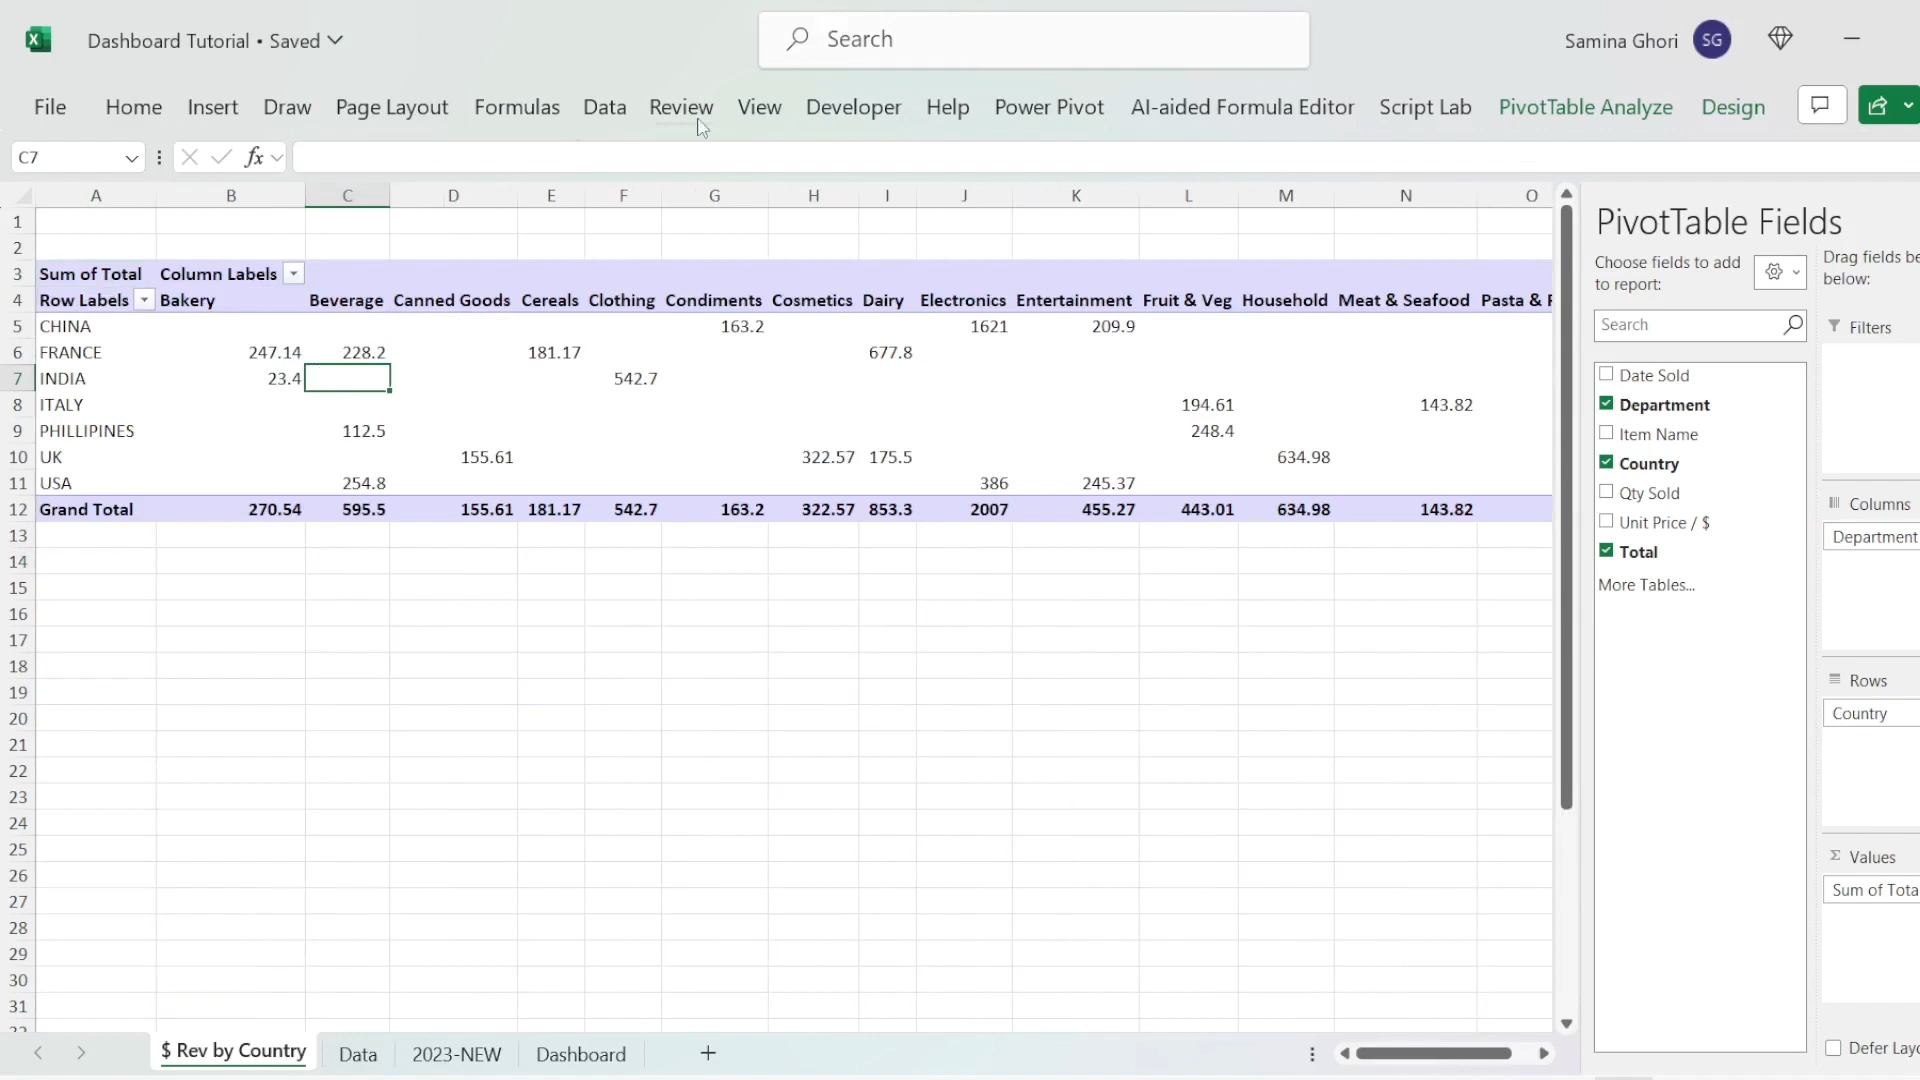 Dashboard Tutorial • Saved
Search
Samina Ghori SG
File Home Insert Draw Page Layout Formulas Data Review View Developer Help Power Pivot AI-aided Formula Editor Script Lab PivotTable Analyze Design
C7 fx
A B C D E F G H I J K L M N O
1
2
3 Sum of Total Column Labels
4 Row Labels Bakery Beverage Canned Goods Cereals Clothing Condiments Cosmetics Dairy Electronics Entertainment Fruit & Veg Household Meat & Seafood Pasta &
5 CHINA 163.2 1621 209.9
6 FRANCE 247.14 228.2 181.17 677.8
7 INDIA 23.4 542.7
8 ITALY 194.61 143.82
9 PHILLIPINES 112.5 248.4
10 UK 155.61 322.57 175.5 634.98
11 USA 254.8 386 245.37
12 Grand Total 270.54 595.5 155.61 181.17 542.7 163.2 322.57 853.3 2007 455.27 443.01 634.98 143.82
13
14
15
16
17
18
19
20
21
22
23
24
25
26
27
28
29
30
31
PivotTable Fields
Choose fields to add
to report:
Search
Date Sold
Department
Item Name
Country
Qty Sold
Unit Price / $
Total
More Tables...
Drag fields be
below:
Filters
Columns
Department
Rows
Country
Σ Values
Sum of Tota
Defer Layo
$ Rev by Country Data 2023-NEW Dashboard +